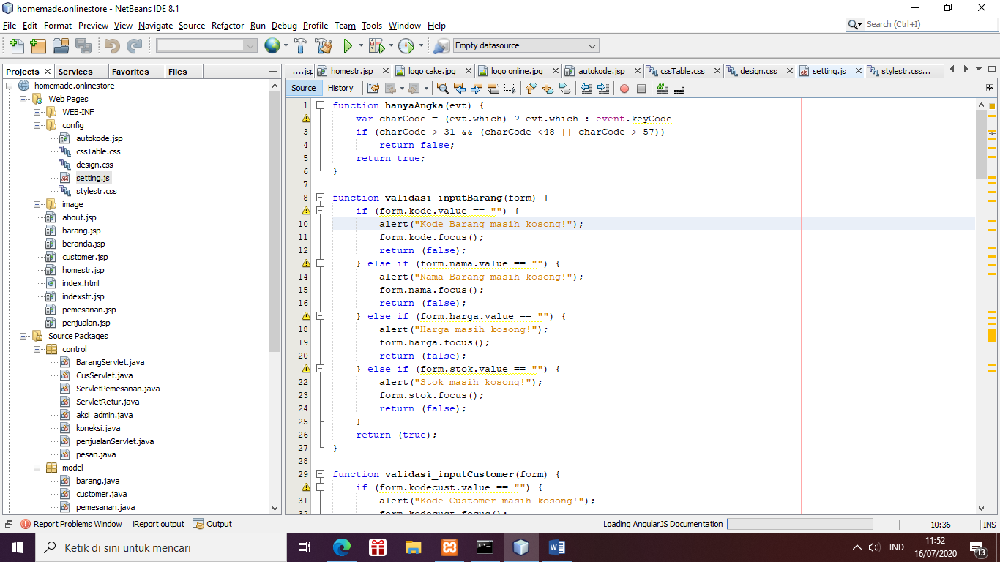 homemade.onlinestore - NetBeans IDE 8.1
File Edit Format Preview View Navigate Source Refactor Run Debug Profile Team Tools Window Help
Search (Ctrl+I)
Empty datasource
Projects Services Favorites Files
....jsp homestr.jsp logo cake.jpg logo online.jpg autokode.jsp cssTable.css design.css setting.js stylestr.css...
Source History
homemade.onlinestore
Web Pages
WEB-INF
config
autokode.jsp
cssTable.css
design.css
setting.js
stylestr.css
image
about.jsp
barang.jsp
beranda.jsp
customer.jsp
homestr.jsp
index.html
indexstr.jsp
pemesanan.jsp
penjualan.jsp
Source Packages
control
BarangServlet.java
CusServlet.java
ServletPemesanan.java
ServletRetur.java
aksi_admin.java
koneksi.java
penjualanServlet.java
pesan.java
model
barang.java
customer.java
pemesanan.java
1 function hanyaAngka(evt) {
var charCode = (evt.which) ? evt.which : event.keyCode
3 if (charCode > 31 && (charCode <48 || charCode > 57))
4 return false;
5 return true;
6 }
7
8 function validasi_inputBarang(form) {
if (form.kode.value == "") {
10 alert("Kode Barang masih kosong!");
11 form.kode.focus();
12 return (false);
} else if (form.nama.value == "") {
14 alert("Nama Barang masih kosong!");
15 form.nama.focus();
16 return (false);
} else if (form.harga.value == "") {
18 alert("Harga masih kosong!");
19 form.harga.focus();
20 return (false);
} else if (form.stok.value == "") {
22 alert("Stok masih kosong!");
23 form.stok.focus();
24 return (false);
25 }
26 return (true);
27 }
28
29 function validasi_inputCustomer(form) {
if (form.kodecust.value == "") {
31 alert("Kode Customer masih kosong!");
32 form.kodecust.focus();
Report Problems Window iReport output Output
Loading AngularJS Documentation
10:36 INS
Ketik di sini untuk mencari
IND
11:52
16/07/2020
13